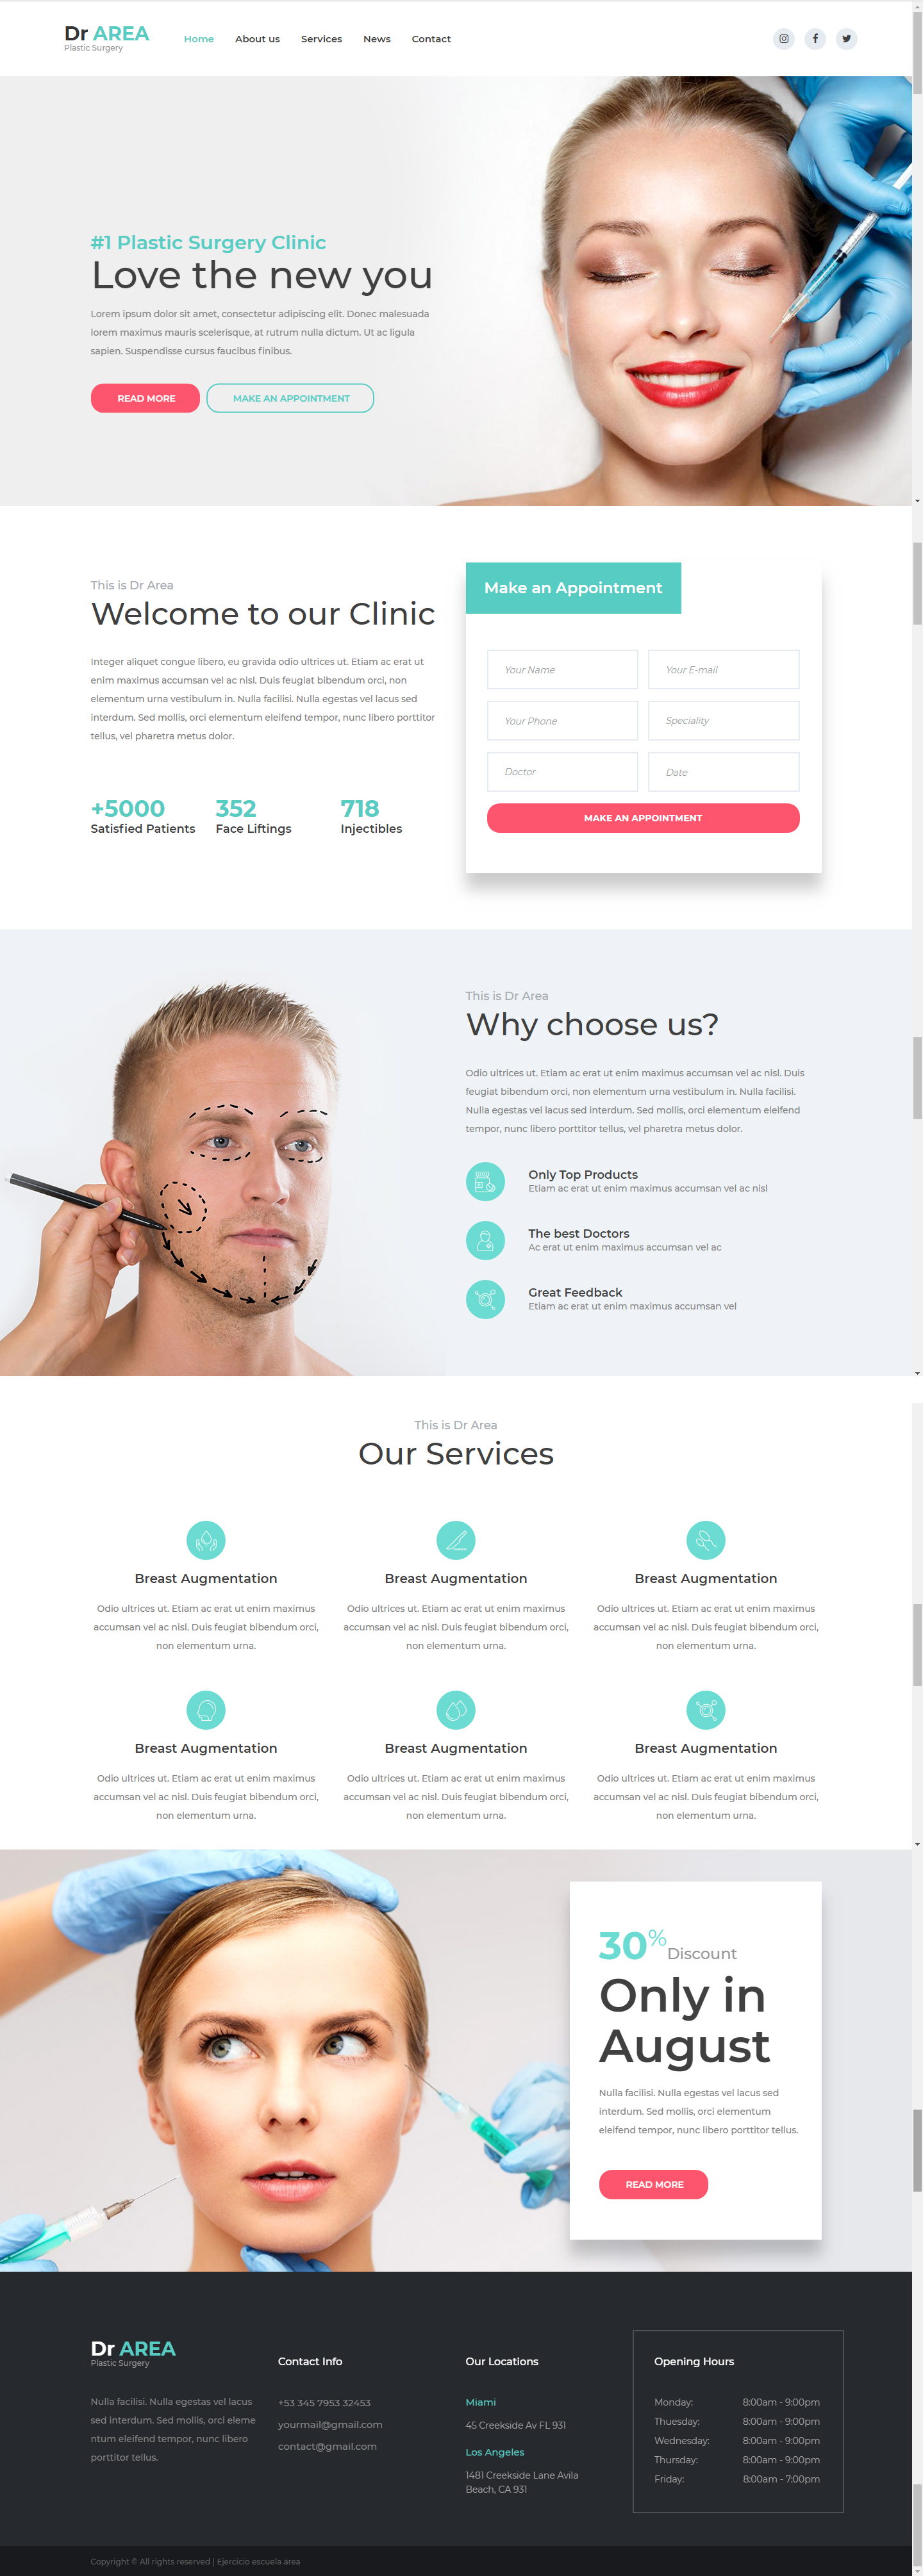 Dr AREA
Plastic Surgery
Home About us Services News Contact
#1 Plastic Surgery Clinic
Love the new you
Lorem ipsum dolor sit amet, consectetur adipiscing elit. Donec malesuada
lorem maximus mauris scelerisque, at rutrum nulla dictum. Ut ac ligula
sapien. Suspendisse cursus faucibus finibus.
READ MORE MAKE AN APPOINTMENT
This is Dr Area
Welcome to our Clinic
Integer aliquet congue libero, eu gravida odio ultrices ut. Etiam ac erat ut
enim maximus accumsan vel ac nisl. Duis feugiat bibendum orci, non
elementum urna vestibulum in. Nulla facilisi. Nulla egestas vel lacus sed
interdum. Sed mollis, orci elementum eleifend tempor, nunc libero porttitor
tellus, vel pharetra metus dolor.
+5000 352 718
Satisfied Patients Face Liftings Injectibles
Make an Appointment
Your Name Your E-mail
Your Phone Speciality
Doctor Date
MAKE AN APPOINTMENT
This is Dr Area
Why choose us?
Odio ultrices ut. Etiam ac erat ut enim maximus accumsan vel ac nisl. Duis
feugiat bibendum orci, non elementum urna vestibulum in. Nulla facilisi.
Nulla egestas vel lacus sed interdum. Sed mollis, orci elementum eleifend
tempor, nunc libero porttitor tellus, vel pharetra metus dolor.
Only Top Products
Etiam ac erat ut enim maximus accumsan vel ac nisl
The best Doctors
Ac erat ut enim maximus accumsan vel ac
Great Feedback
Etiam ac erat ut enim maximus accumsan vel
This is Dr Area
Our Services
Breast Augmentation Breast Augmentation Breast Augmentation
Odio ultrices ut. Etiam ac erat ut enim maximus Odio ultrices ut. Etiam ac erat ut enim maximus Odio ultrices ut. Etiam ac erat ut enim maximus
accumsan vel ac nisl. Duis feugiat bibendum orci, accumsan vel ac nisl. Duis feugiat bibendum orci, accumsan vel ac nisl. Duis feugiat bibendum orci,
non elementum urna. non elementum urna. non elementum urna.
Breast Augmentation Breast Augmentation Breast Augmentation
Odio ultrices ut. Etiam ac erat ut enim maximus Odio ultrices ut. Etiam ac erat ut enim maximus Odio ultrices ut. Etiam ac erat ut enim maximus
accumsan vel ac nisl. Duis feugiat bibendum orci, accumsan vel ac nisl. Duis feugiat bibendum orci, accumsan vel ac nisl. Duis feugiat bibendum orci,
non elementum urna. non elementum urna. non elementum urna.
30% Discount
Only in
August
Nulla facilisi. Nulla egestas vel lacus sed
interdum. Sed mollis, orci elementum
eleifend tempor, nunc libero porttitor tellus.
READ MORE
Dr AREA
Plastic Surgery
Nulla facilisi. Nulla egestas vel lacus
sed interdum. Sed mollis, orci eleme
ntum eleifend tempor, nunc libero
porttitor tellus.
Contact Info
+53 345 7953 32453
yourmail@gmail.com
contact@gmail.com
Our Locations
Miami
45 Creekside Av FL 931
Los Angeles
1481 Creekside Lane Avila
Beach, CA 931
Opening Hours
Monday: 8:00am - 9:00pm
Thuesday: 8:00am - 9:00pm
Wednesday: 8:00am - 9:00pm
Thursday: 8:00am - 9:00pm
Friday: 8:00am - 7:00pm
Copyright © All rights reserved | Ejercicio escuela área